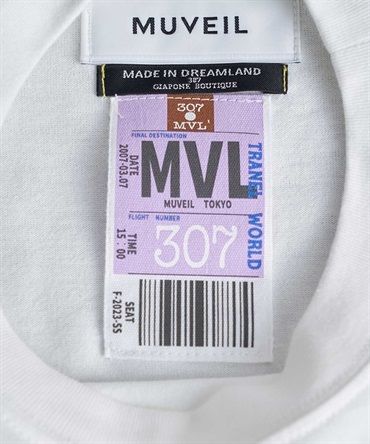 MUVEIL
MADE IN DREAMLAND
307
GIAPONE BOUTIQUE
307
MVL'
FINAL DESTINATION
MVL
MUVEIL TOKYO
DATE
2007-03.07
FLIGHT NUMBER
307
TIME
15:00
TRANEL WORLD
SEAT
F-2023-SS